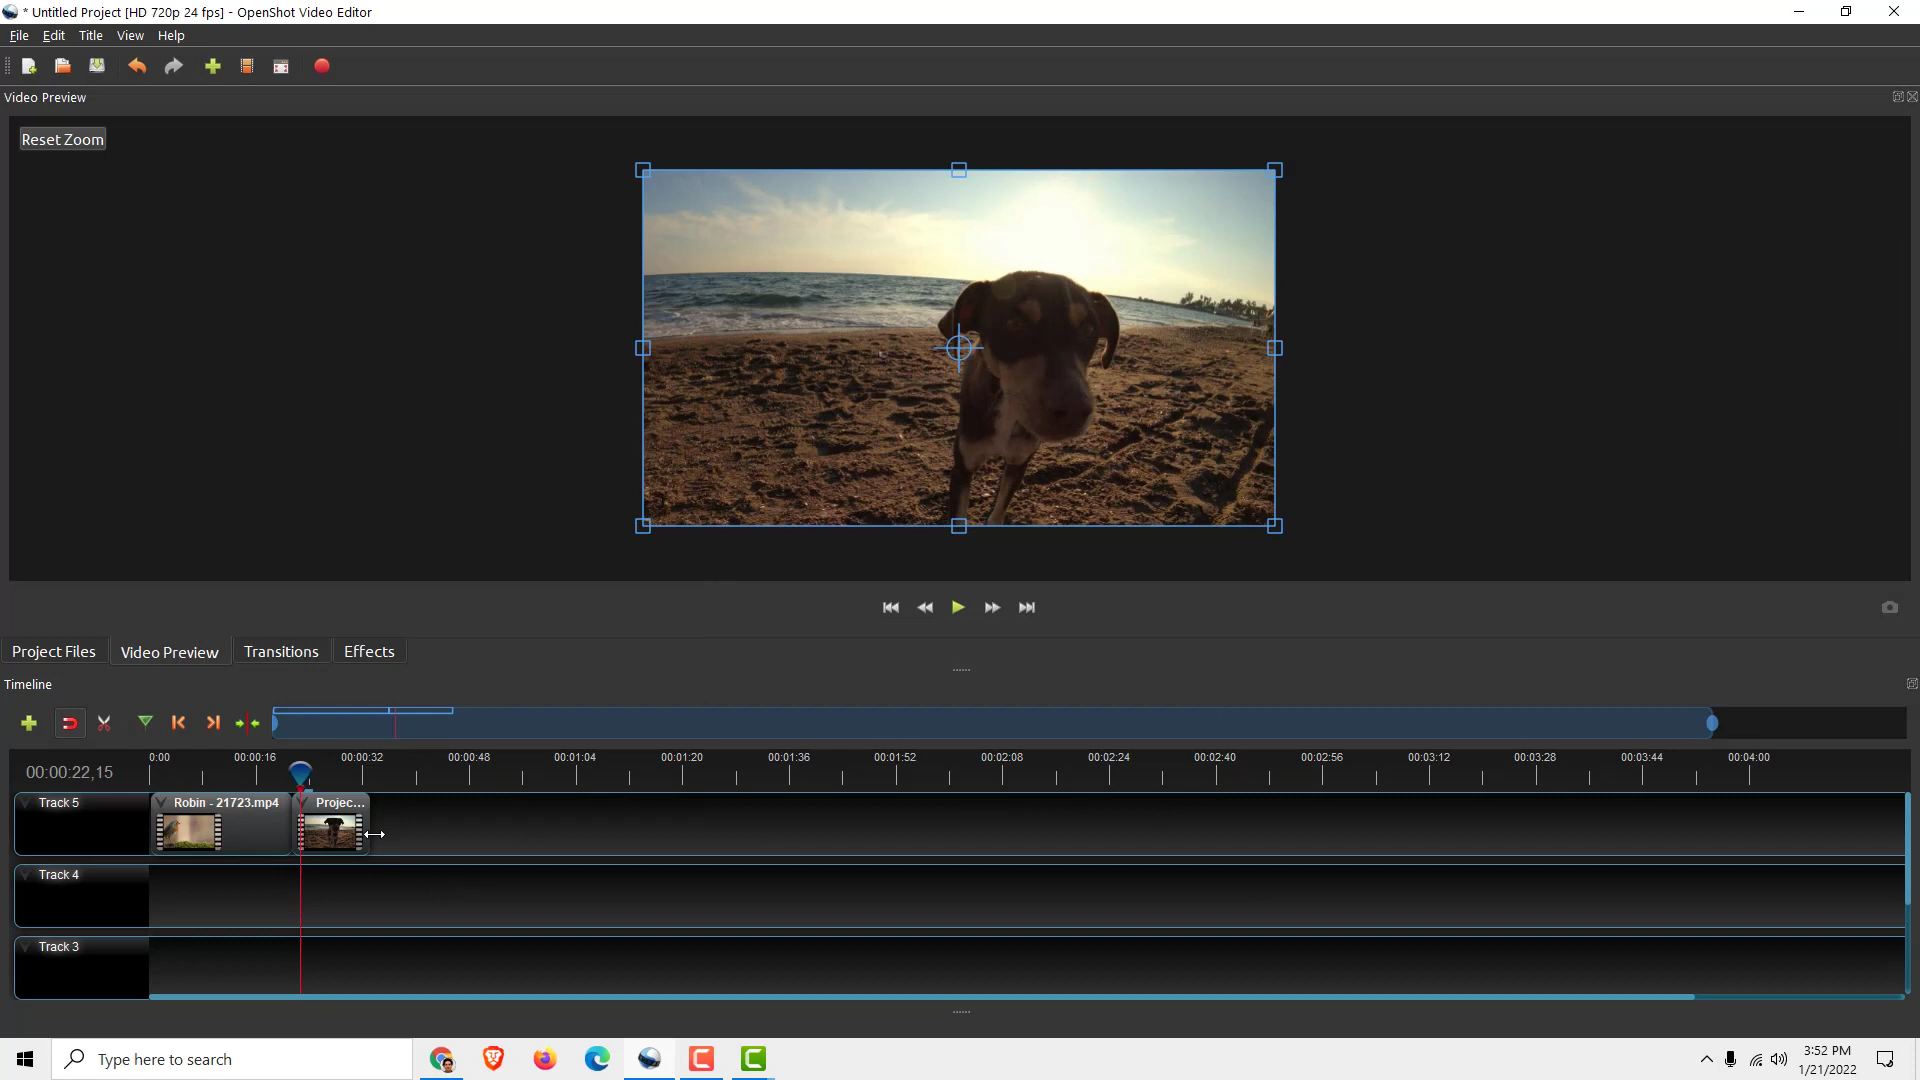 * Untitled Project [HD 720p 24 fps] - OpenShot Video Editor
File Edit Title View Help
Video Preview
Reset Zoom
Project Files Video Preview Transitions Effects
Timeline
00:00:22,15 0:00 00:00:16 00:00:32 00:00:48 00:01:04 00:01:20 00:01:36 00:01:52 00:02:08 00:02:24 00:02:40 00:02:56 00:03:12 00:03:28 00:03:44 00:04:00
Track 5 Robin - 21723.mp4 Projec...
Track 4
Track 3
Type here to search
3:52 PM
1/21/2022